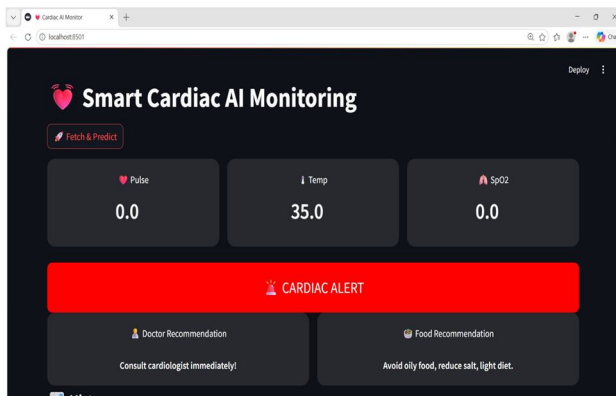 Cardiac AI Monitor
localhost:8501
Deploy
Smart Cardiac AI Monitoring
Fetch & Predict
Pulse
Temp
SpO2
0.0
35.0
0.0
CARDIAC ALERT
Doctor Recommendation
Food Recommendation
Consult cardiologist immediately!
Avoid oily food, reduce salt, light diet.